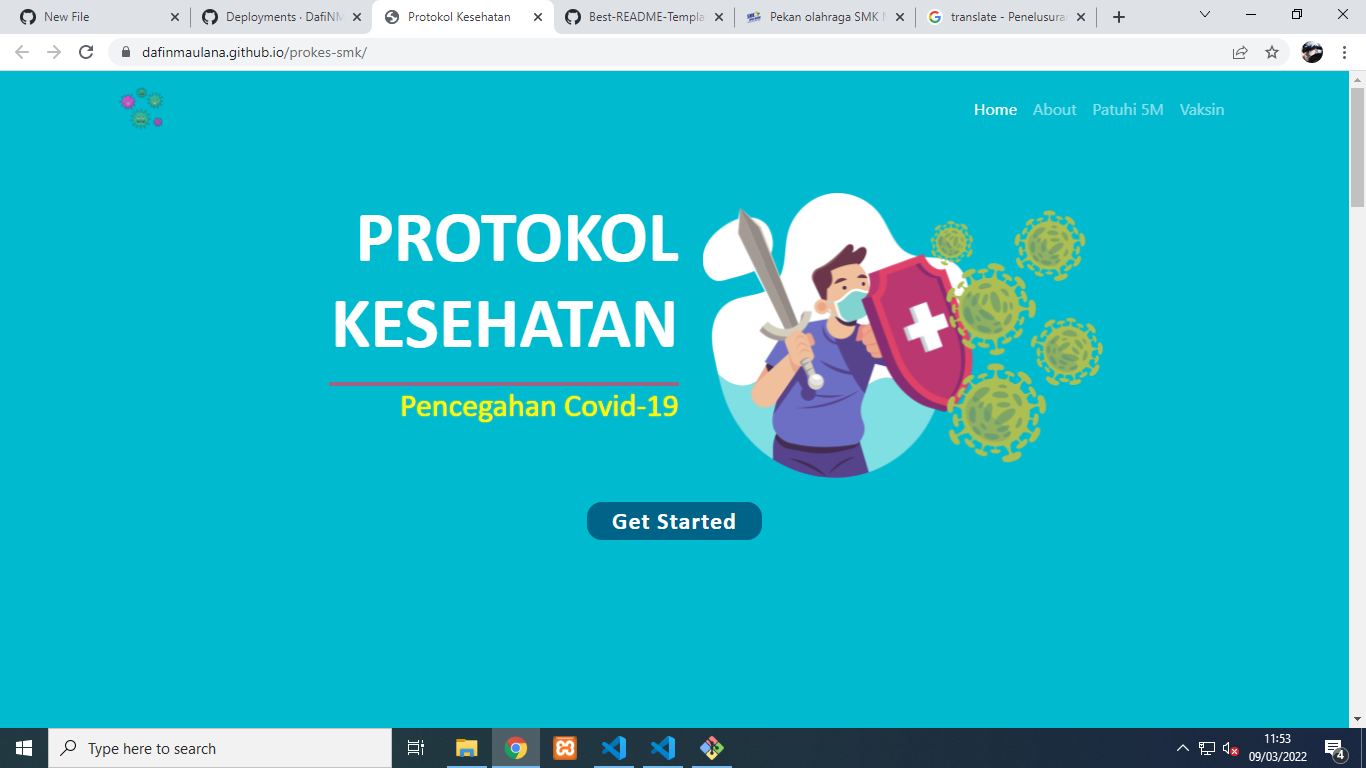 New File
Deployments · DafiNM
Protokol Kesehatan
Best-README-Templa
Pekan olahraga SMK
translate - Penelusura
dafinmaulana.github.io/prokes-smk/
Home
About
Patuhi 5M
Vaksin
PROTOKOL
KESEHATAN
Pencegahan Covid-19
Get Started
Type here to search
11:53
09/03/2022
4